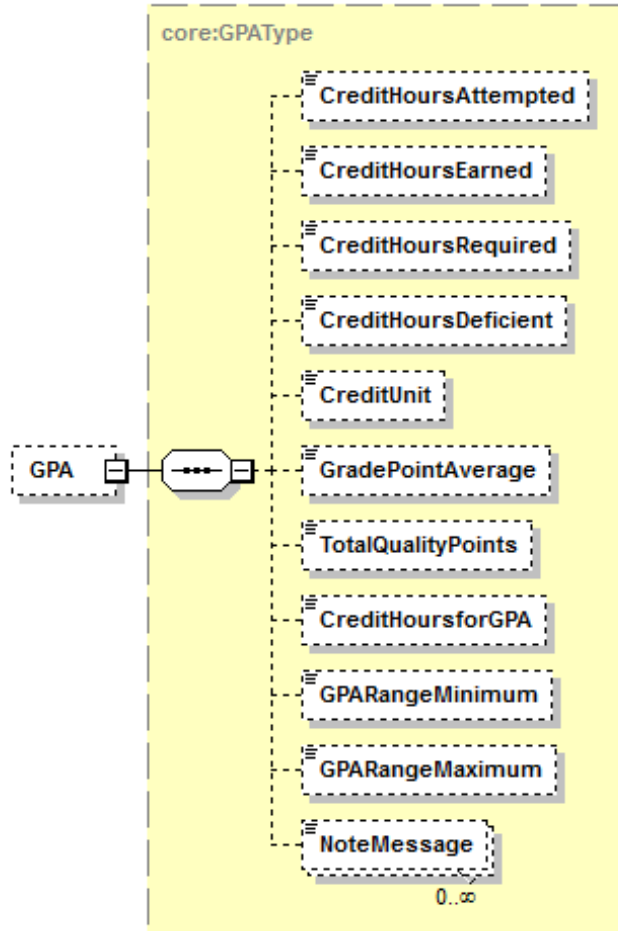 core:GPAType
CreditHoursAttempted
CreditHoursEarned
CreditHoursRequired
CreditHoursDeficient
CreditUnit
GPA
GradePointAverage
TotalQualityPoints
CreditHoursforGPA
GPARangeMinimum
GPARangeMaximum
NoteMessage
0..∞